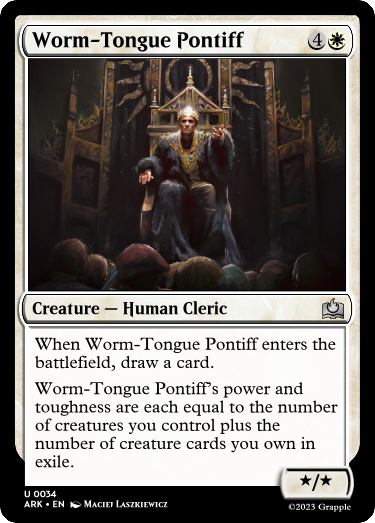 Worm-Tongue Pontiff 4
Creature — Human Cleric
When Worm-Tongue Pontiff enters the
battlefield, draw a card.
Worm-Tongue Pontiff's power and
toughness are each equal to the number
of creatures you control plus the
number of creature cards you own in
exile.
★/★
U 0034
ARK • EN Maciej Laszkiewicz
©2023 Grapple